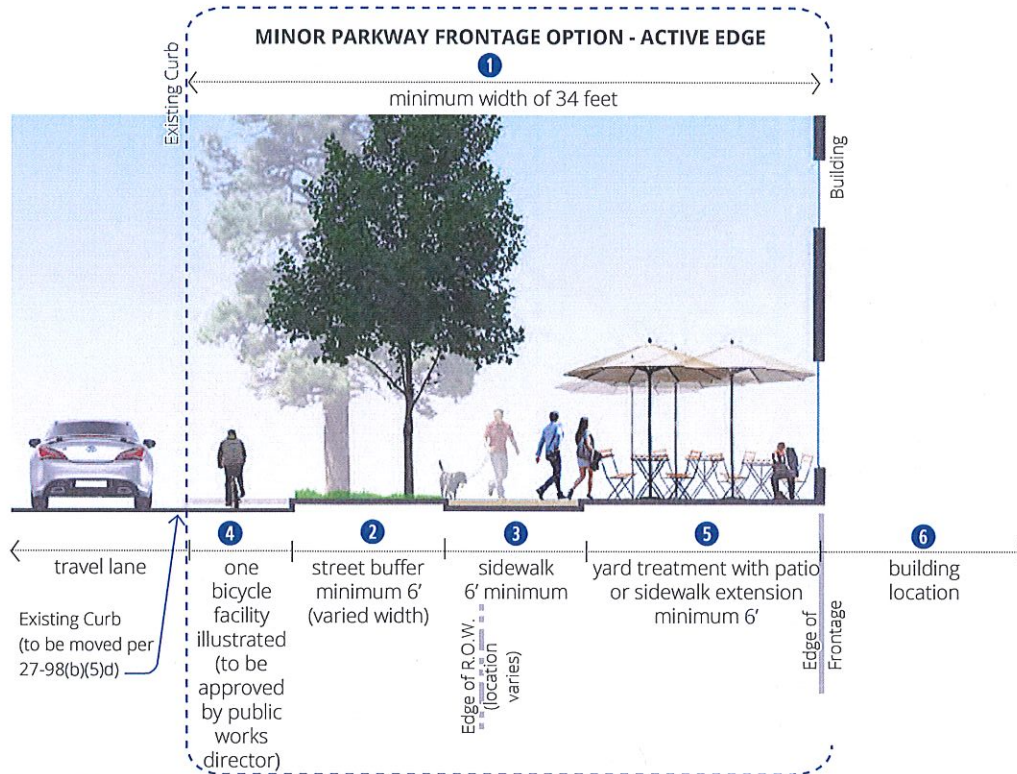 MINOR PARKWAY FRONTAGE OPTION - ACTIVE EDGE
1
minimum width of 34 feet
Existing Curb
Building
4
2
3
5
6
travel lane
one
bicycle
facility
illustrated
(to be
approved
by public
works
director)
street buffer
minimum 6'
(varied width)
sidewalk
6' minimum
yard treatment with patio
or sidewalk extension
minimum 6'
building
location
Existing Curb
(to be moved per
27-98(b)(5)d)
Edge of R.O.W.
(location
varies)
Edge of
Frontage